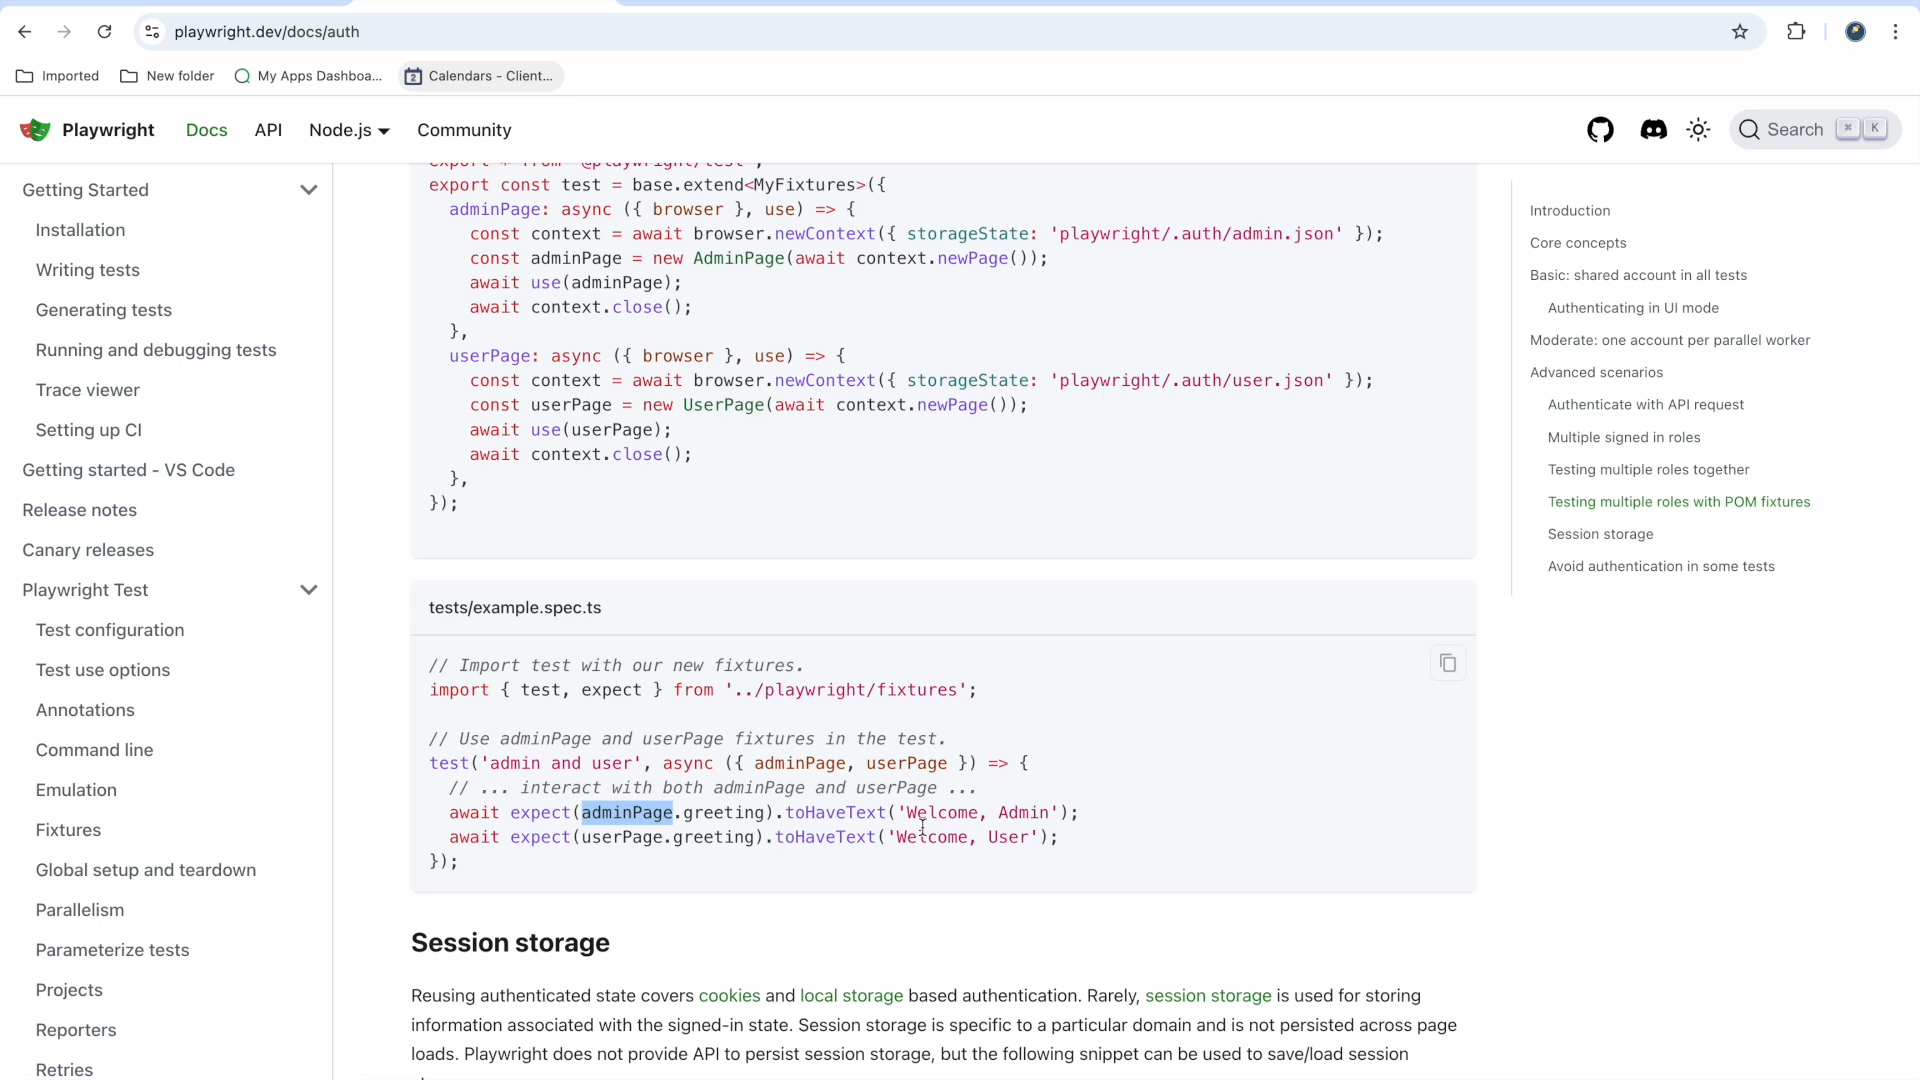 playwright.dev/docs/auth
Imported
New folder
My Apps Dashboa...
2
Calendars - Client...
Playwright
Docs
API
Node.js
Community
Search
⌘ K
Getting Started
Installation
Writing tests
Generating tests
Running and debugging tests
Trace viewer
Setting up CI
Getting started - VS Code
Release notes
Canary releases
Playwright Test
Test configuration
Test use options
Annotations
Command line
Emulation
Fixtures
Global setup and teardown
Parallelism
Parameterize tests
Projects
Reporters
Retries
export * from '@playwright/test';
export const test = base.extend<MyFixtures>({
  adminPage: async ({ browser }, use) => {
    const context = await browser.newContext({ storageState: 'playwright/.auth/admin.json' });
    const adminPage = new AdminPage(await context.newPage());
    await use(adminPage);
    await context.close();
  },
  userPage: async ({ browser }, use) => {
    const context = await browser.newContext({ storageState: 'playwright/.auth/user.json' });
    const userPage = new UserPage(await context.newPage());
    await use(userPage);
    await context.close();
  },
});
tests/example.spec.ts
// Import test with our new fixtures.
import { test, expect } from '../playwright/fixtures';
// Use adminPage and userPage fixtures in the test.
test('admin and user', async ({ adminPage, userPage }) => {
  // ... interact with both adminPage and userPage ...
  await expect(adminPage.greeting).toHaveText('Welcome, Admin');
  await expect(userPage.greeting).toHaveText('Welcome, User');
});
Session storage
Reusing authenticated state covers cookies and local storage based authentication. Rarely, session storage is used for storing
information associated with the signed-in state. Session storage is specific to a particular domain and is not persisted across page
loads. Playwright does not provide API to persist session storage, but the following snippet can be used to save/load session
Introduction
Core concepts
Basic: shared account in all tests
Authenticating in UI mode
Moderate: one account per parallel worker
Advanced scenarios
Authenticate with API request
Multiple signed in roles
Testing multiple roles together
Testing multiple roles with POM fixtures
Session storage
Avoid authentication in some tests